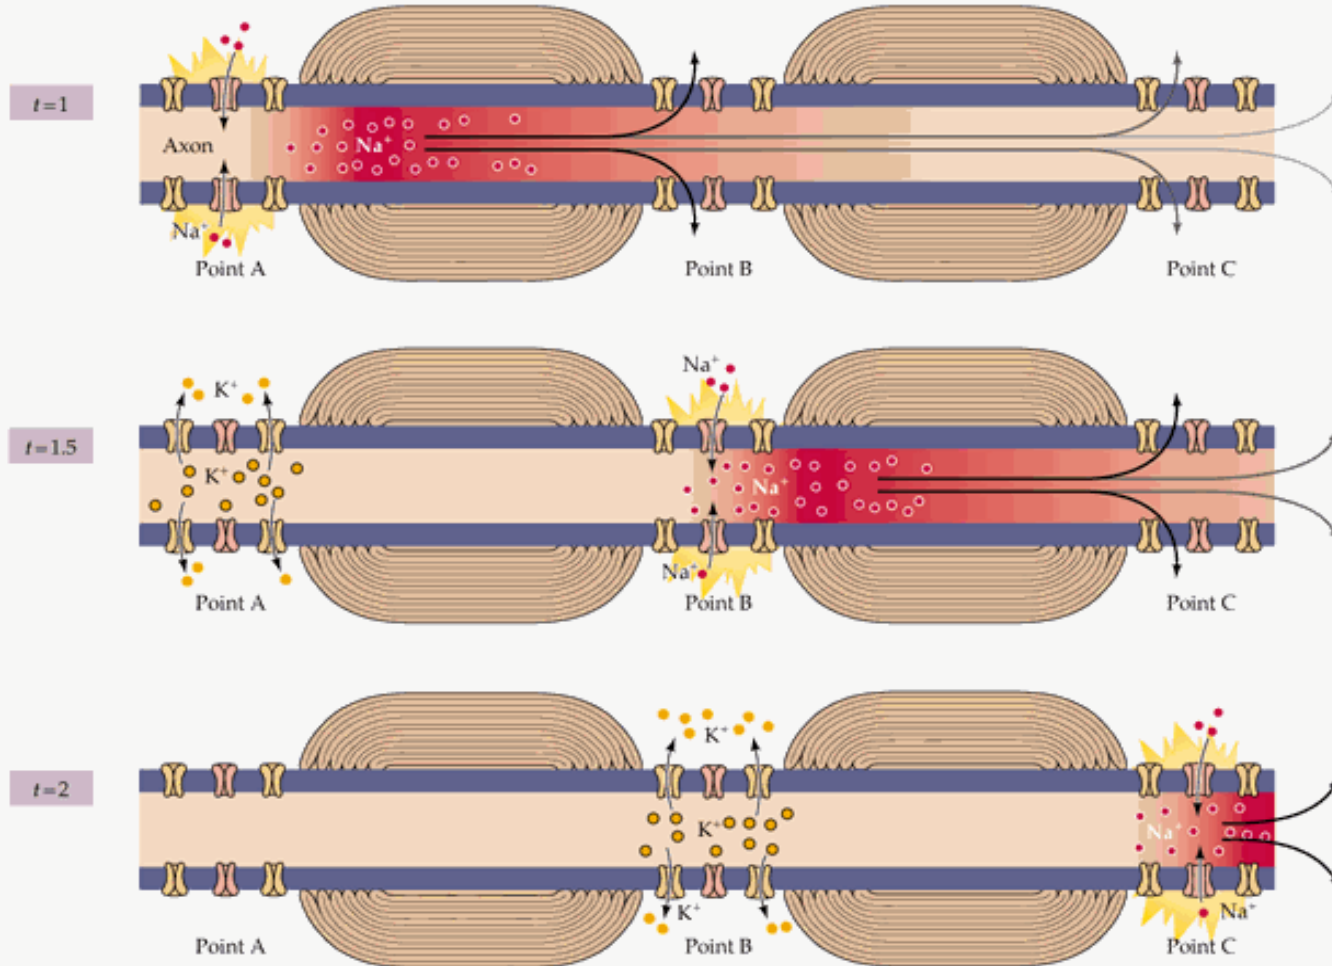 t=1
Axon
Na⁺
Na⁺
Point A
Point B
Point C
t=1.5
K⁺
K⁺
Na⁺
Na⁺
Na⁺
Point A
Point B
Point C
t=2
K⁺
K⁺
Na⁺
K⁺
Na⁺
Point A
Point B
Point C